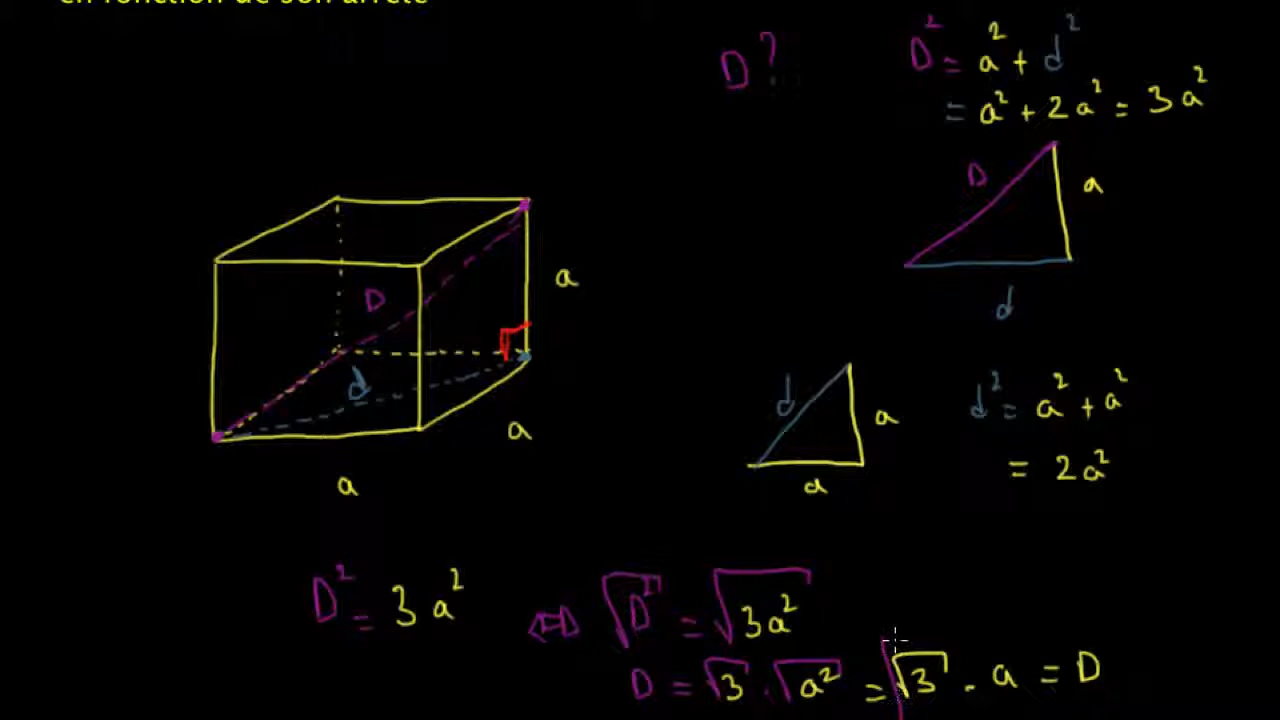 en fonction de son arrête
D? D² = a² + d²
= a² + 2a² = 3a²
D a
d
D a
d a
a
d a
a
d² = a² + a²
= 2a²
D² = 3a² ⇔ √D² = √3a²
D = √3 · √a² = √3 · a = D